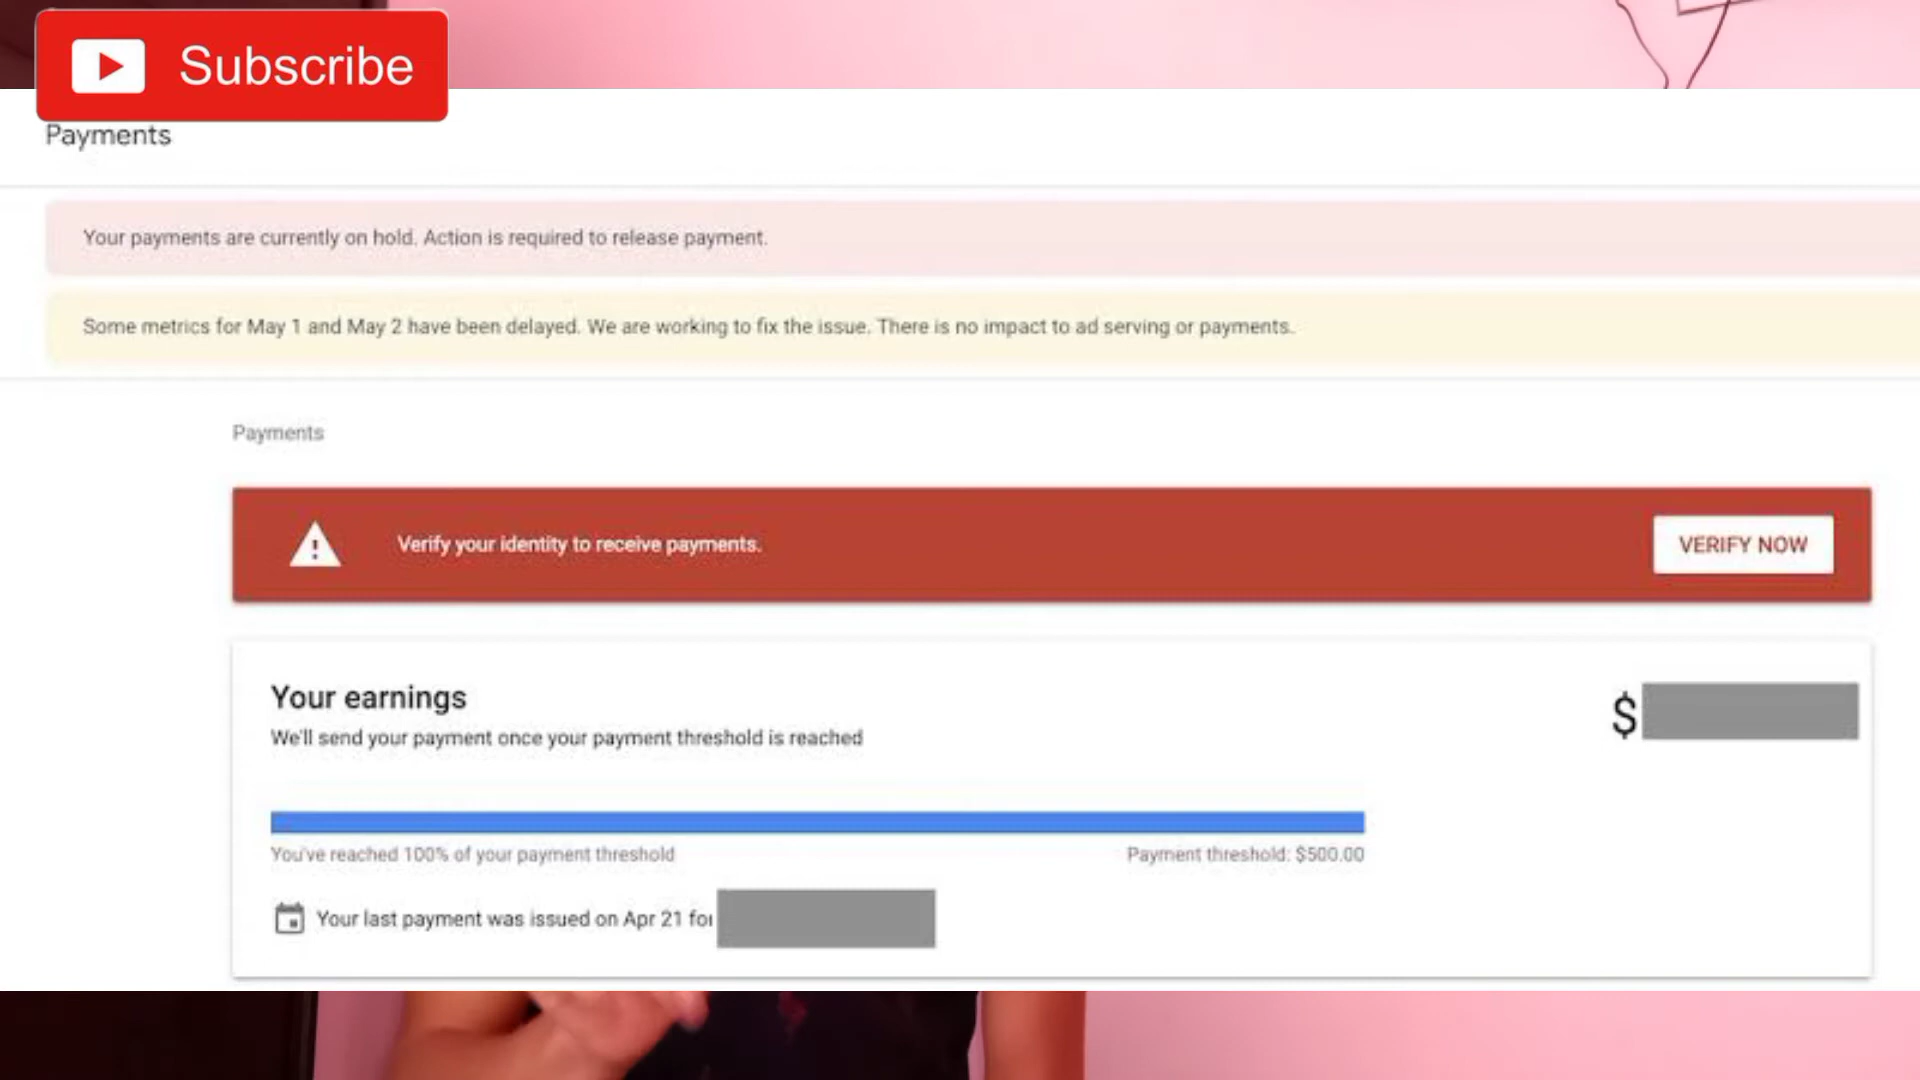 Subscribe
Payments
Your payments are currently on hold. Action is required to release payment.
Some metrics for May 1 and May 2 have been delayed. We are working to fix the issue. There is no impact to ad serving or payments.
Payments
Verify your identity to receive payments.
VERIFY NOW
Your earnings
$
We'll send your payment once your payment threshold is reached
You've reached 100% of your payment threshold
Payment threshold: $500.00
Your last payment was issued on Apr 21 for